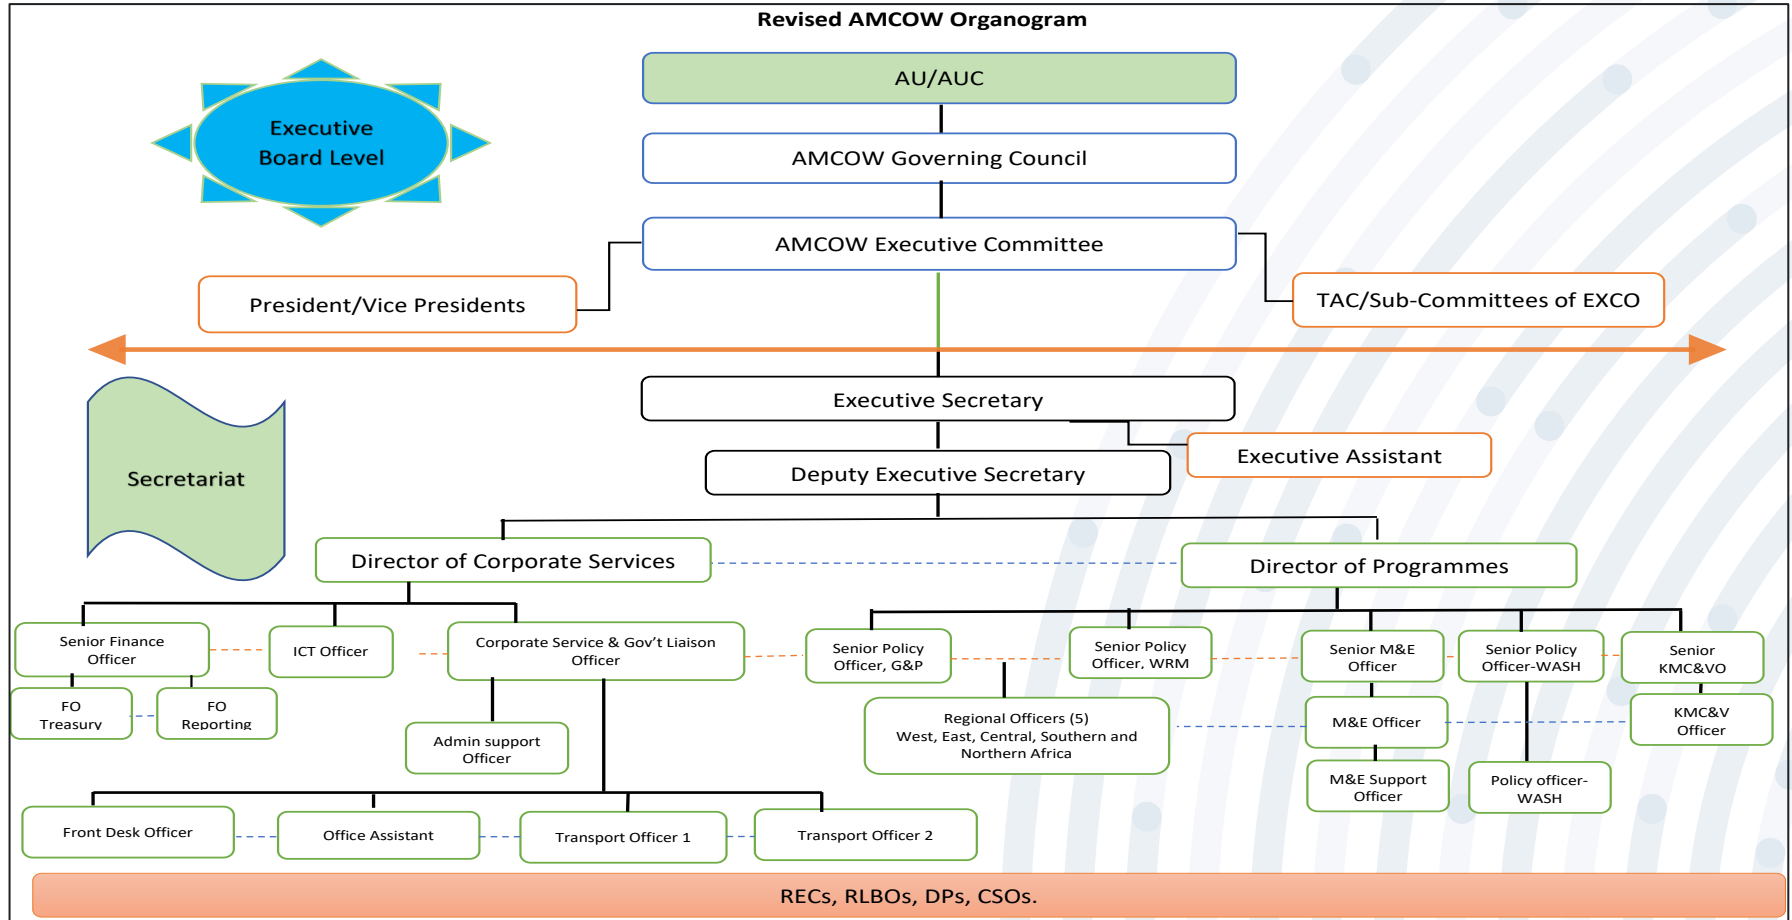 Revised AMCOW Organogram
Executive
Board Level
AU/AUC
AMCOW Governing Council
AMCOW Executive Committee
President/Vice Presidents
TAC/Sub-Committees of EXCO
Secretariat
Executive Secretary
Executive Assistant
Deputy Executive Secretary
Director of Corporate Services
Director of Programmes
Senior Finance
Officer
ICT Officer
Corporate Service & Gov't Liaison
Officer
Senior Policy
Officer, G&P
Senior Policy
Officer, WRM
Senior M&E
Officer
Senior Policy
Officer-WASH
Senior
KMC&VO
FO
Treasury
FO
Reporting
Admin support
Officer
Regional Officers (5)
West, East, Central, Southern and
Northern Africa
M&E Officer
KMC&V
Officer
M&E Support
Officer
Policy officer-
WASH
Front Desk Officer
Office Assistant
Transport Officer 1
Transport Officer 2
RECs, RLBOs, DPs, CSOs.